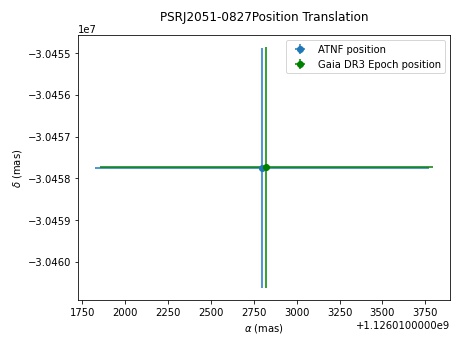 PSRJ2051-0827Position Translation
1e7
ATNF position
Gaia DR3 Epoch position
−3.0455
−3.0456
−3.0457
−3.0458
−3.0459
−3.0460
δ (mas)
1750 2000 2250 2500 2750 3000 3250 3500 3750
α (mas)
+1.1260100000e9